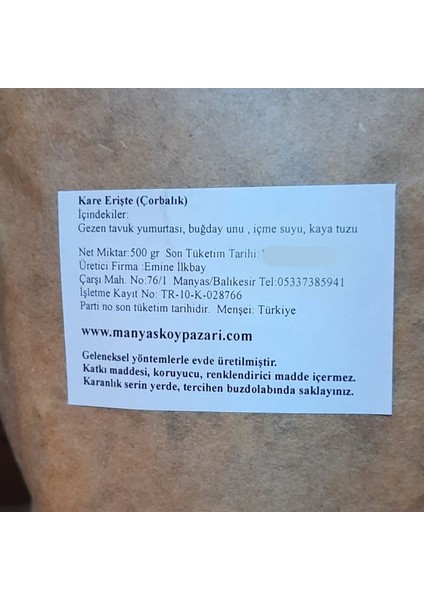 Kare Erişte (Çorbalık)
İçindekiler:
Gezen tavuk yumurtası, buğday unu , içme suyu, kaya tuzu
Net Miktar:500 gr Son Tüketim Tarihi:
Üretici Firma :Emine İlkbay
Çarşı Mah. No:76/1 Manyas/Balıkesir Tel:05337385941
İşletme Kayıt No: TR-10-K-028766
Parti no son tüketim tarihidir. Menşei: Türkiye
www.manyaskoypazari.com
Geleneksel yöntemlerle evde üretilmiştir.
Katkı maddesi, koruyucu, renklendirici madde içermez.
Karanlık serin yerde, tercihen buzdolabında saklayınız.